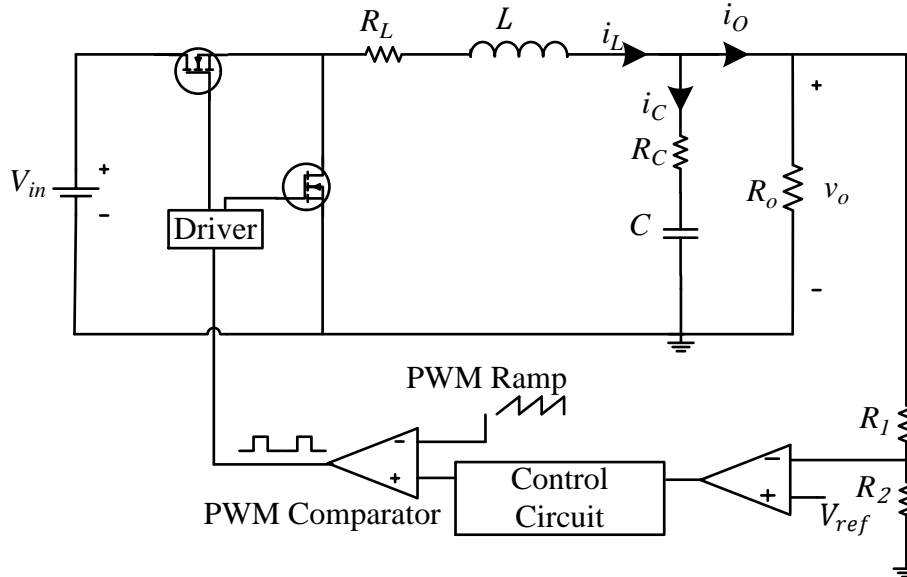 R_L
L
i_L
i_O
i_C
R_C
C
+
R_o
v_o
-
V_in
+
-
Driver
PWM Ramp
-
+
PWM Comparator
Control
Circuit
-
+
V_ref
R_1
R_2